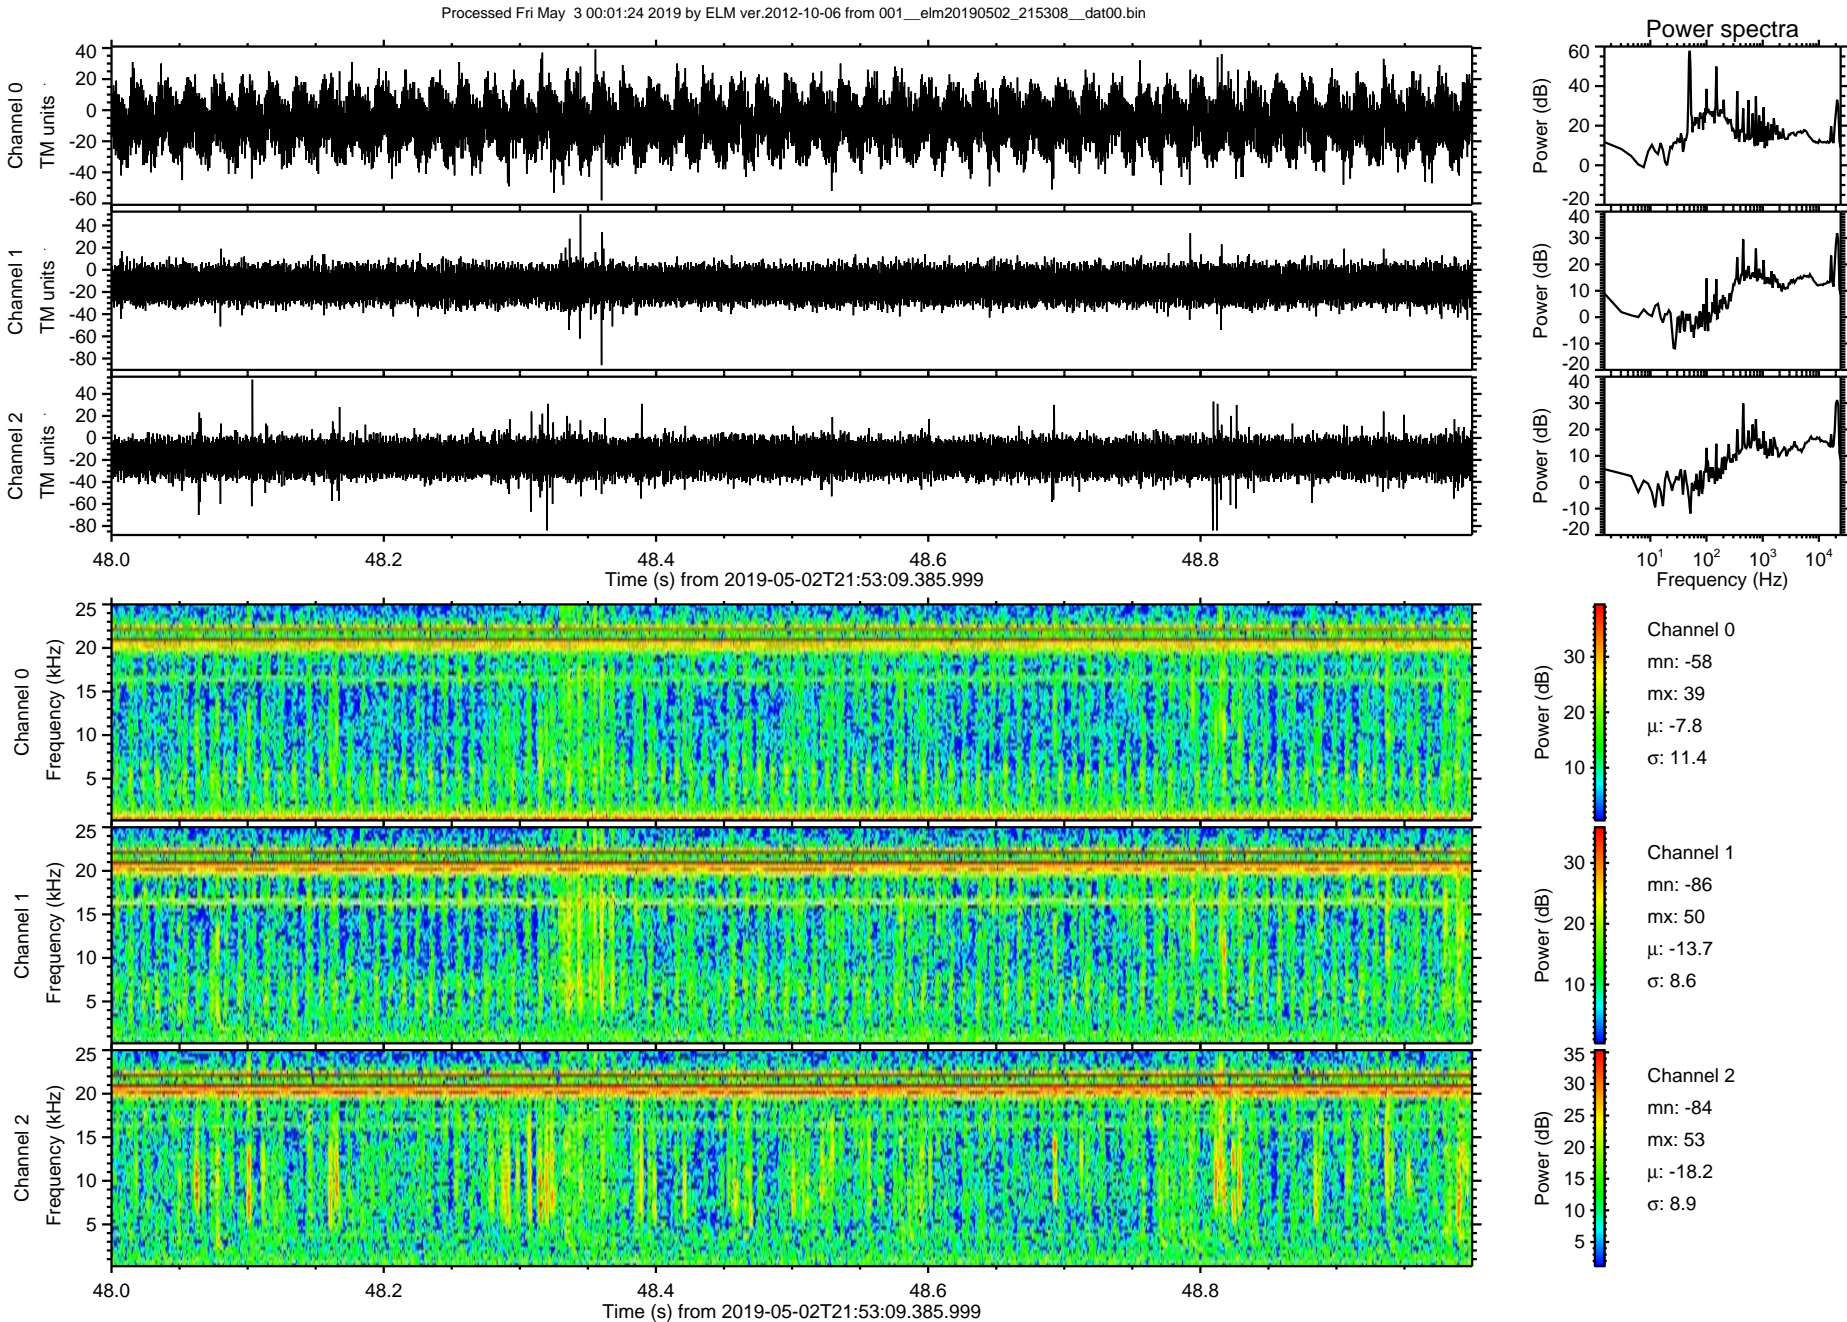 Processed Fri May  3 00:01:24 2019 by ELM ver.2012-10-06 from 001__elm20190502_215308__dat00.bin
Power spectra
Channel 0
TM units
40
20
0
-20
-40
-60
Power (dB)
60
40
20
0
-20
Channel 1
TM units
40
20
0
-20
-40
-60
-80
Power (dB)
40
30
20
10
0
-10
-20
Channel 2
TM units
40
20
0
-20
-40
-60
-80
Power (dB)
40
30
20
10
0
-10
-20
48.0
48.2
48.4
48.6
48.8
Time (s) from 2019-05-02T21:53:09.385.999
10¹
10²
10³
10⁴
Frequency (Hz)
Channel 0
Frequency (kHz)
25
20
15
10
5
Power (dB)
30
20
10
Channel 0
mn: -58
mx: 39
μ: -7.8
σ: 11.4
Channel 1
Frequency (kHz)
25
20
15
10
5
Power (dB)
30
20
10
Channel 1
mn: -86
mx: 50
μ: -13.7
σ: 8.6
Channel 2
Frequency (kHz)
25
20
15
10
5
Power (dB)
35
30
25
20
15
10
5
Channel 2
mn: -84
mx: 53
μ: -18.2
σ: 8.9
48.0
48.2
48.4
48.6
48.8
Time (s) from 2019-05-02T21:53:09.385.999